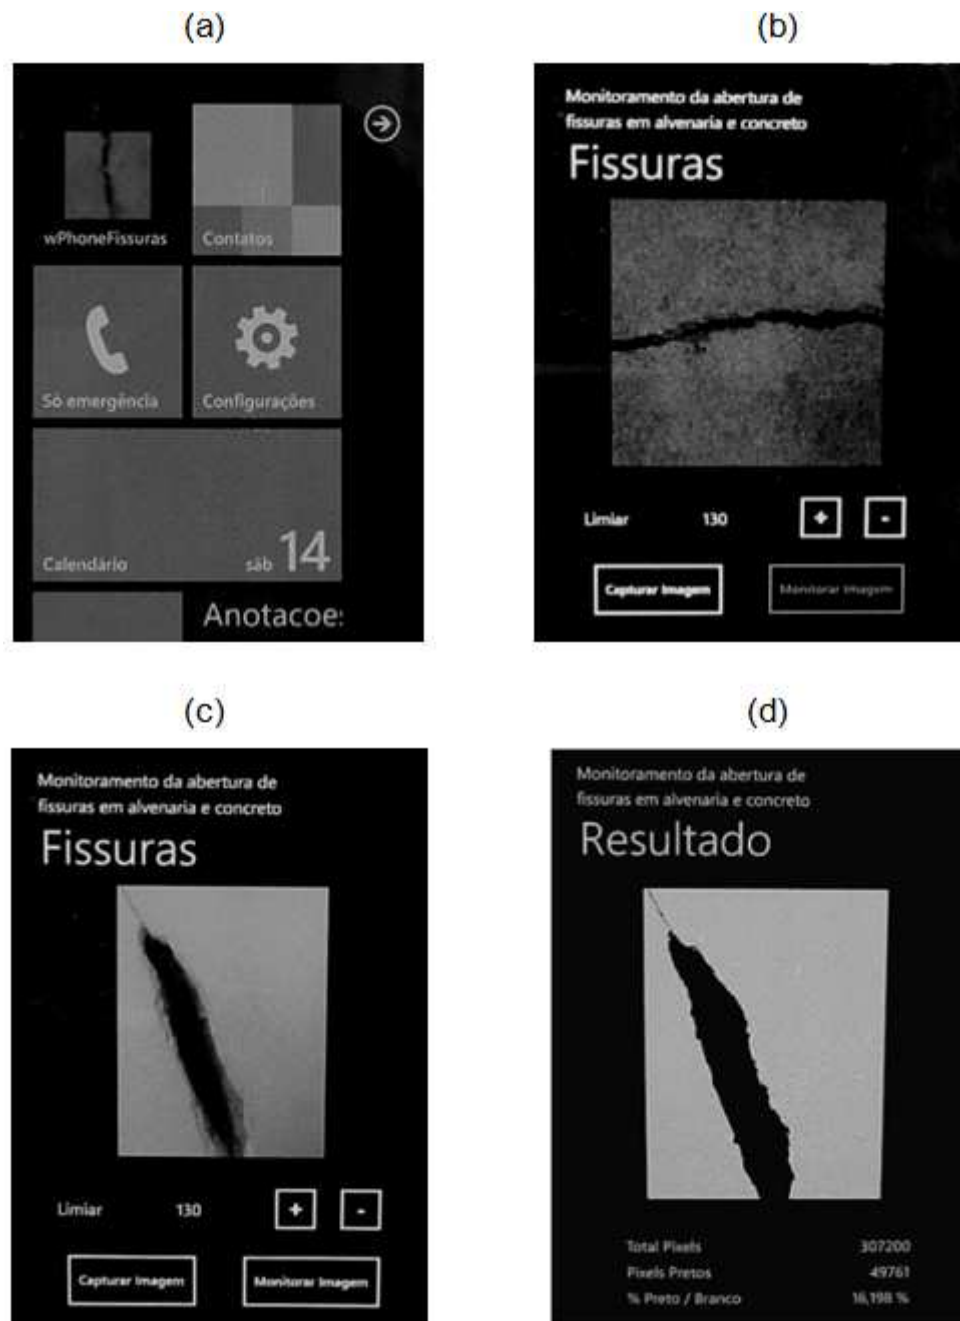 (a)
wPhoneFissuras
Contatos
Só emergência
Configurações
Calendário
sáb 14
Anotacoe:
(b)
Monitoramento da abertura de
fissuras em alvenaria e concreto
Fissuras
Limiar 130 + -
Capturar Imagem
Monitorar Imagem
(c)
Monitoramento da abertura de
fissuras em alvenaria e concreto
Fissuras
Limiar 130 + -
Capturar Imagem
Monitorar Imagem
(d)
Monitoramento da abertura de
fissuras em alvenaria e concreto
Resultado
Total Pixels 307200
Pixels Pretos 49761
% Preto / Branco 16,198 %